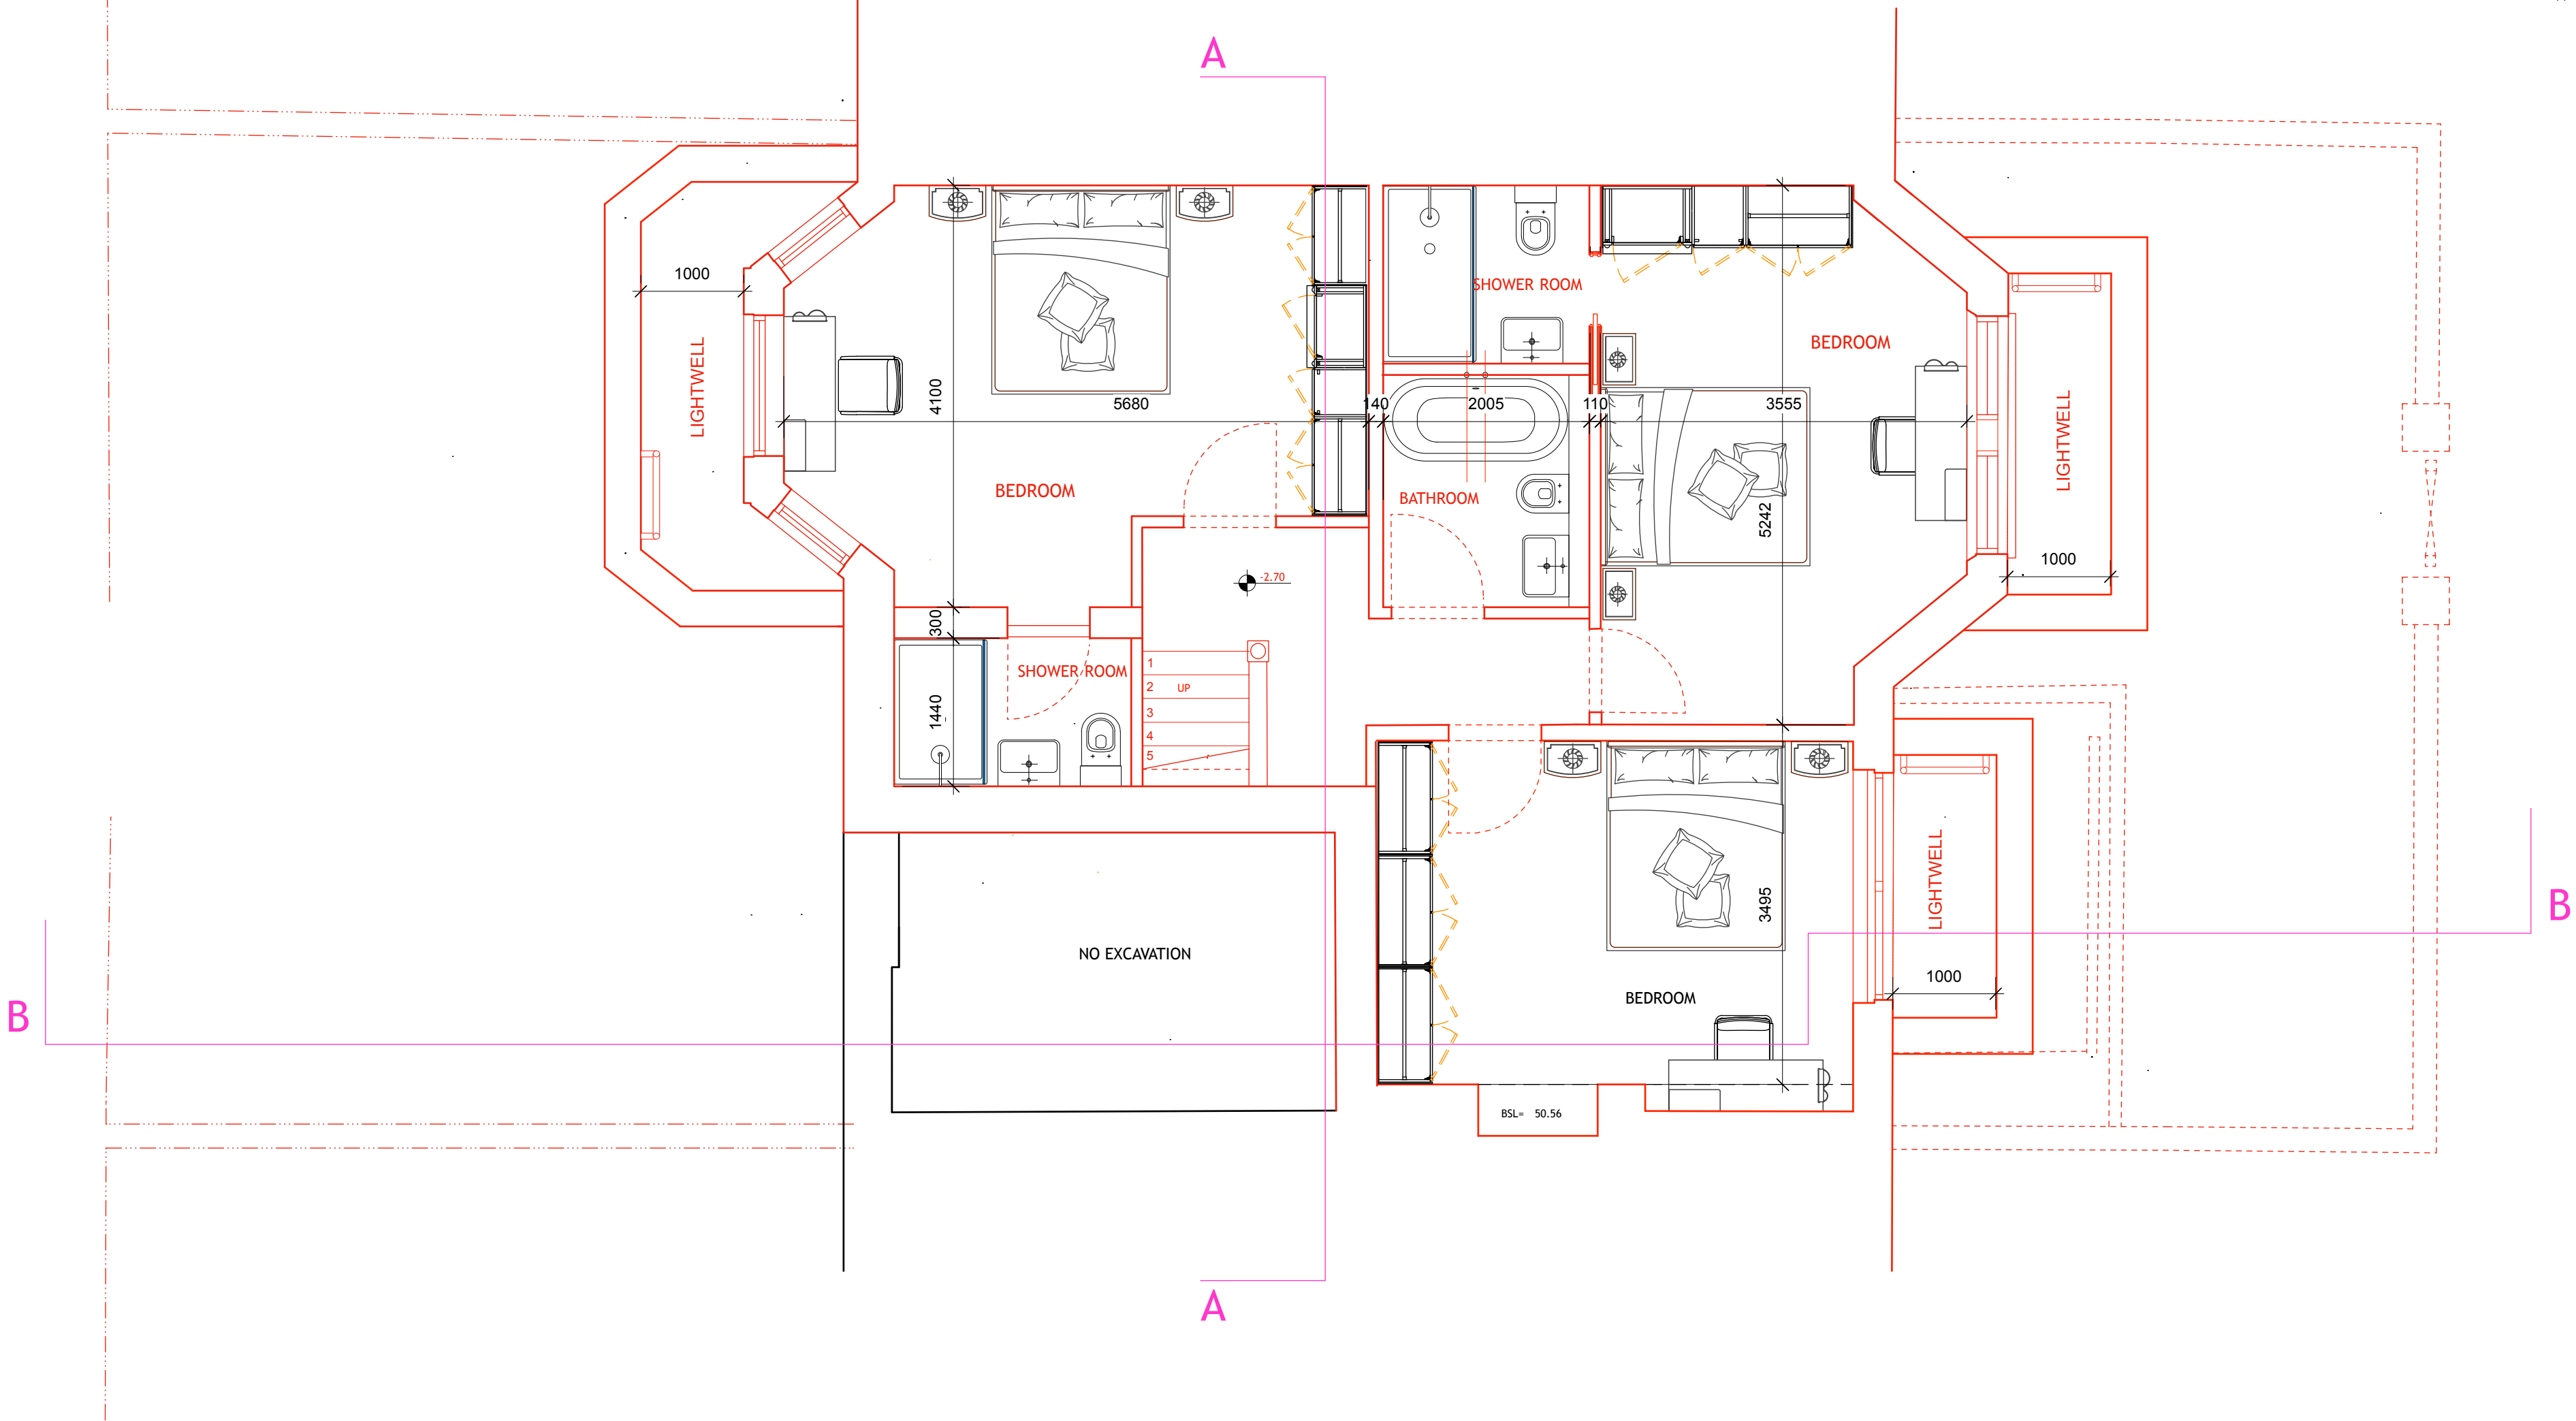 A
1000
LIGHTWELL
4100
5680
BEDROOM
SHOWER ROOM
BEDROOM
140
2005
110
3555
BATHROOM
5242
LIGHTWELL
1000
-2.70
300
SHOWER ROOM
1440
1
2
UP
3
4
5
NO EXCAVATION
3495
BEDROOM
LIGHTWELL
1000
B
B
BSL= 50.56
A